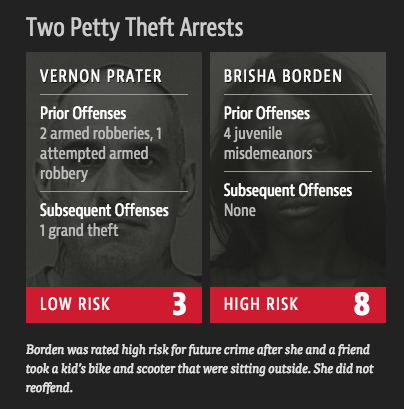 Two Petty Theft Arrests
VERNON PRATER
Prior Offenses
2 armed robberies, 1
attempted armed
robbery
Subsequent Offenses
1 grand theft
LOW RISK 3
BRISHA BORDEN
Prior Offenses
4 juvenile
misdemeanors
Subsequent Offenses
None
HIGH RISK 8
Borden was rated high risk for future crime after she and a friend
took a kid’s bike and scooter that were sitting outside. She did not
reoffend.